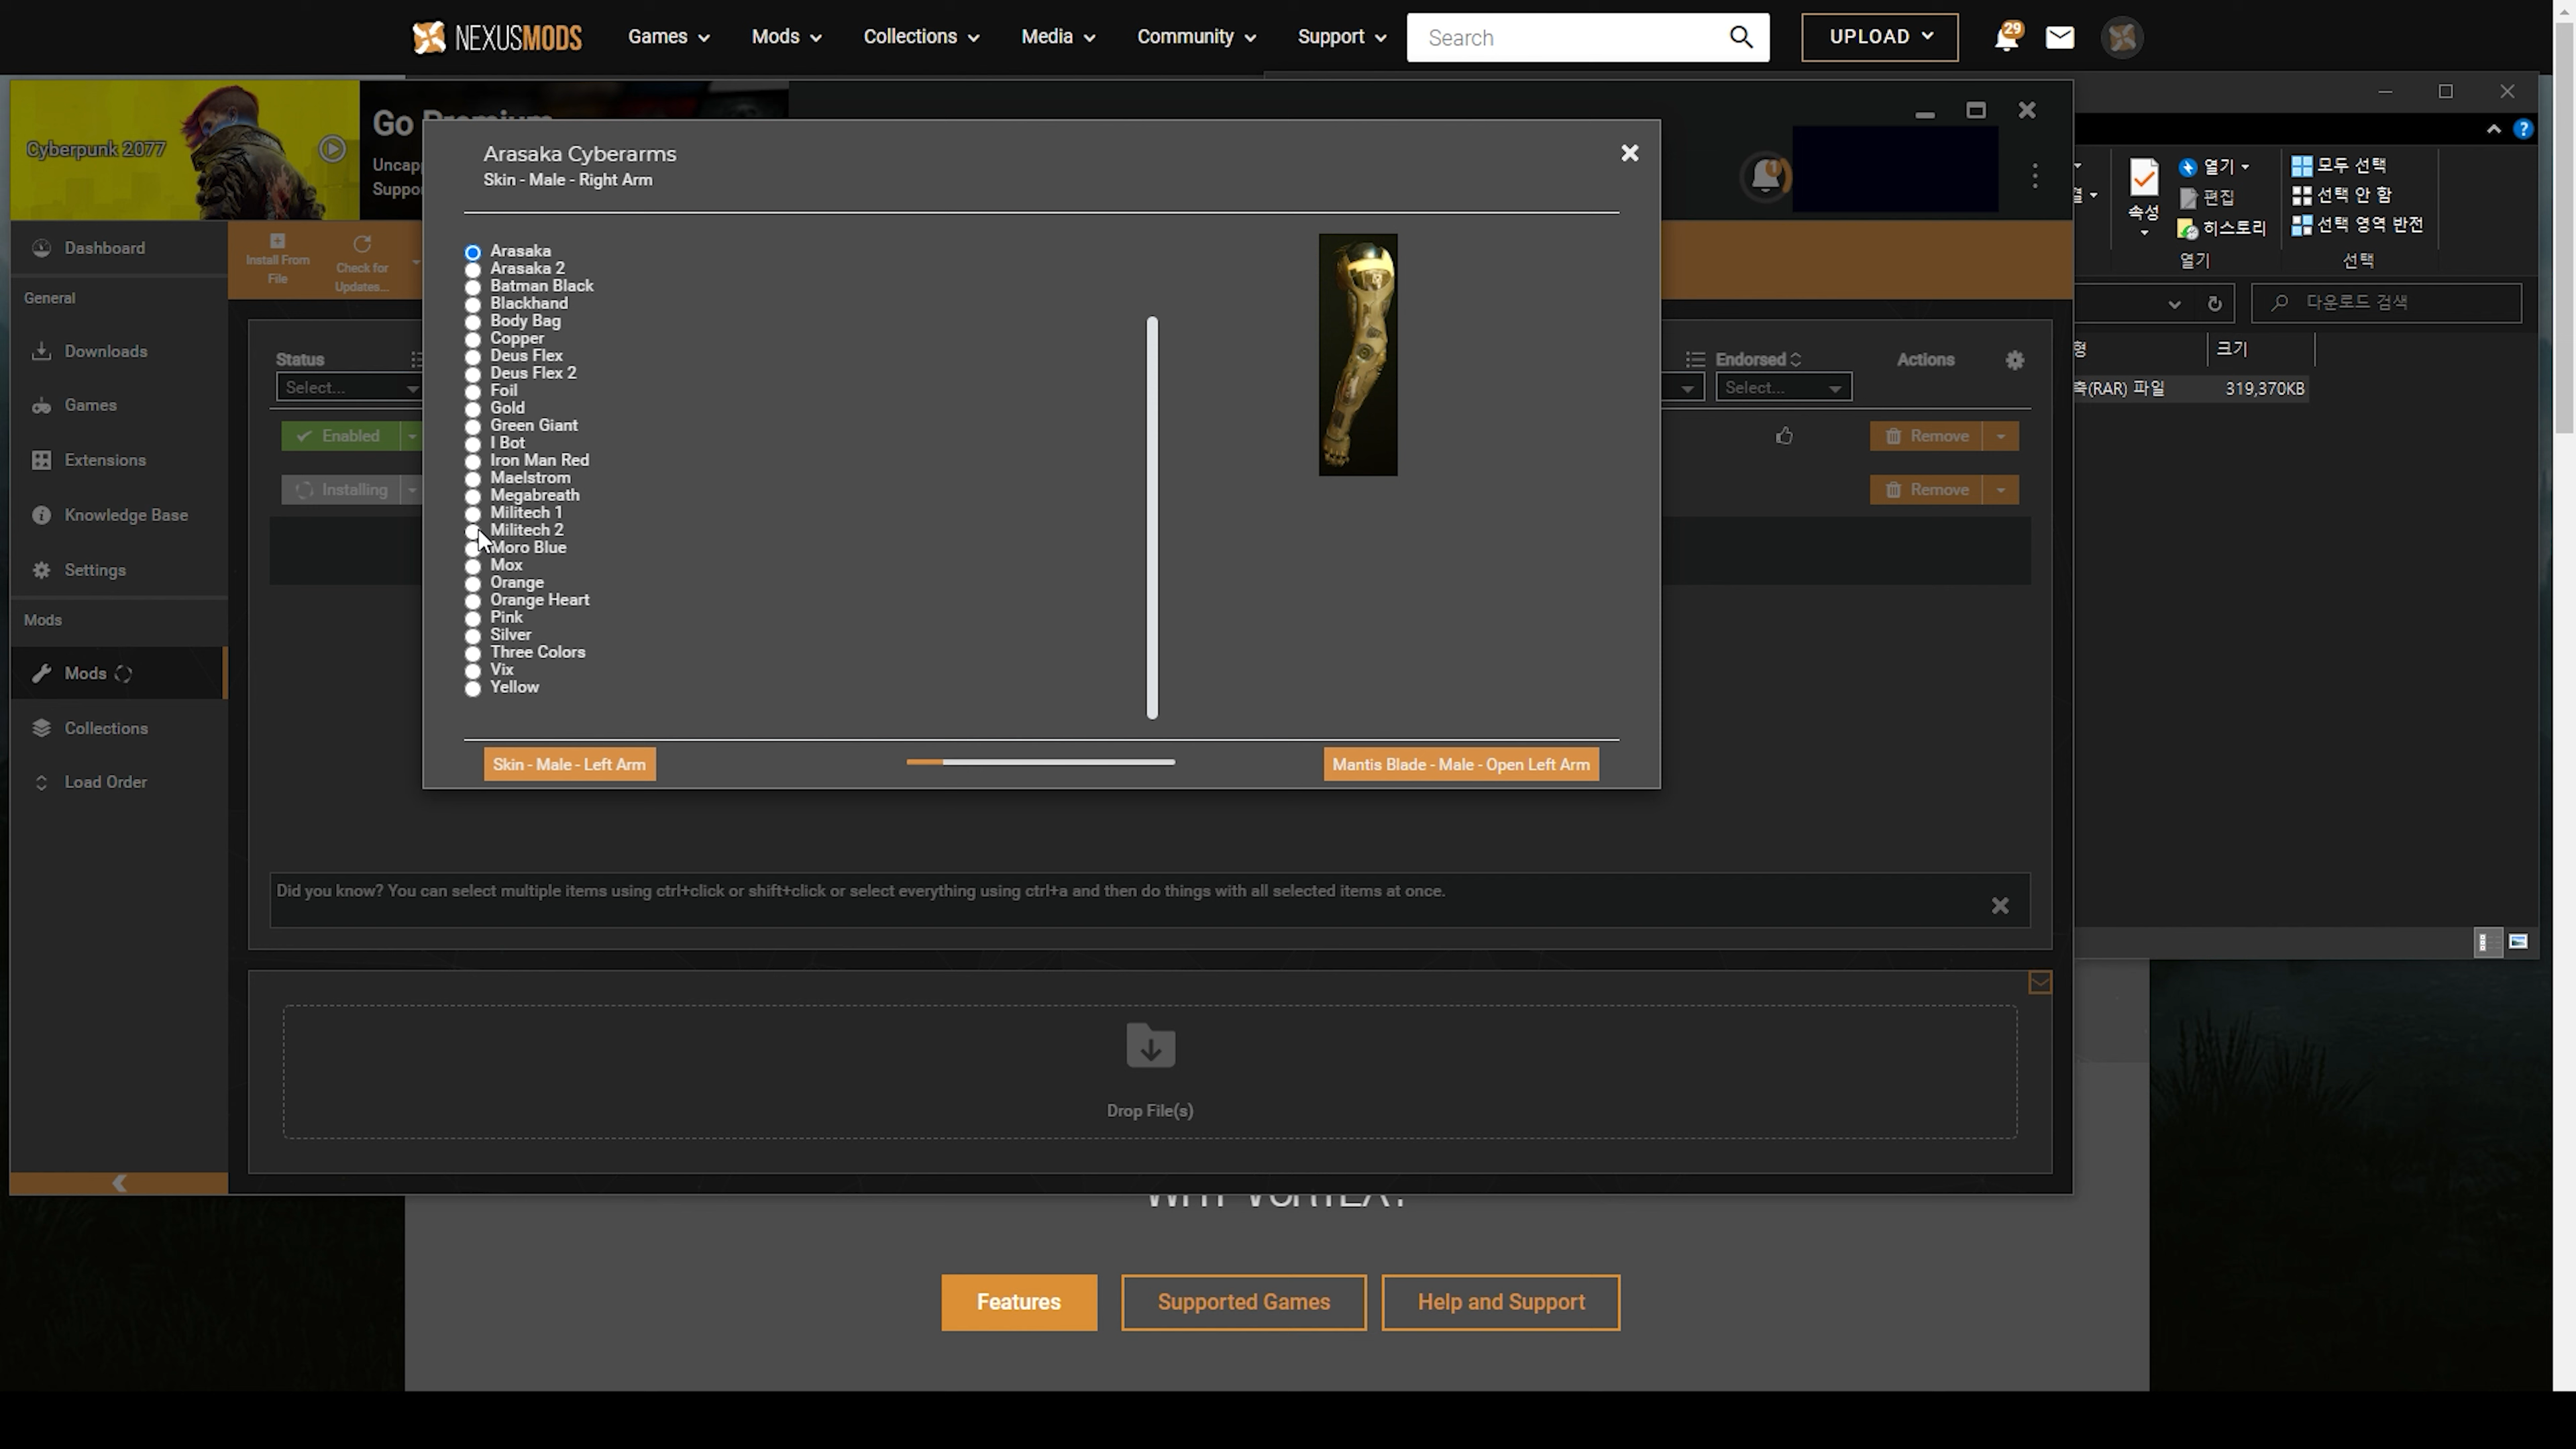 NEXUSMODS
Games
Mods
Collections
Media
Community
Support
Search
UPLOAD
29
Cyberpunk 2077
Go Premium
Uncap
Suppo
Arasaka Cyberarms
Skin - Male - Right Arm
1
Arasaka
Arasaka 2
Batman Black
Blackhand
Body Bag
Copper
Deus Flex
Deus Flex 2
Foil
Gold
Green Giant
I Bot
Iron Man Red
Maelstrom
Megabreath
Militech 1
Militech 2
Moro Blue
Mox
Orange
Orange Heart
Pink
Silver
Three Colors
Vix
Yellow
Skin - Male - Left Arm
Mantis Blade - Male - Open Left Arm
Dashboard
General
Downloads
Games
Extensions
Knowledge Base
Settings
Mods
Mods
Collections
Load Order
Install From
File
Check for
Updates...
Status
Select...
Enabled
Installing
Endorsed
Select...
Actions
Remove
Remove
Did you know? You can select multiple items using ctrl+click or shift+click or select everything using ctrl+a and then do things with all selected items at once.
Drop File(s)
속성
열기
편집
히스토리
열기
모두 선택
선택 안 함
선택 영역 반전
선택
다운로드 검색
형
크기
축(RAR) 파일
319,370KB
WHY VORTEX?
Features
Supported Games
Help and Support